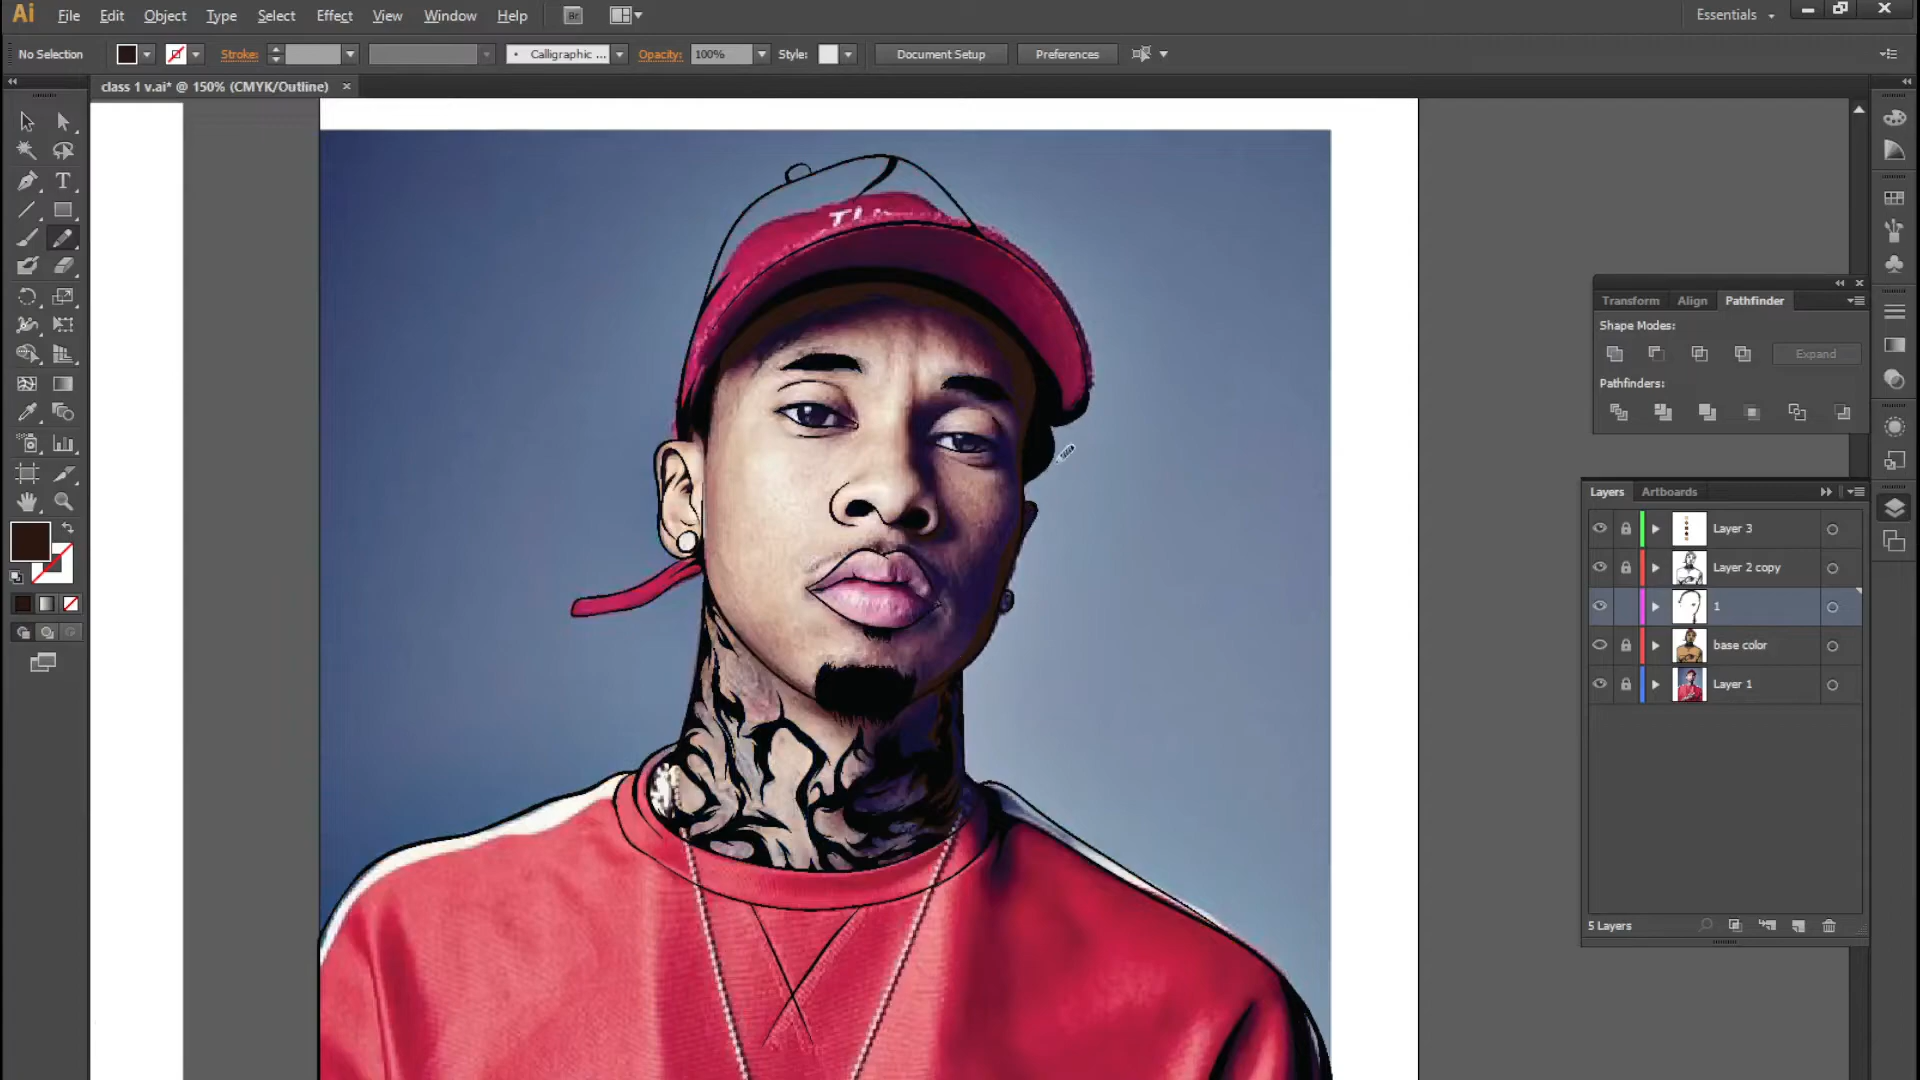 Ai File Edit Object Type Select Effect View Window Help Br Essentials
No Selection Stroke: Calligraphic ... Opacity: 100% Style: Document Setup Preferences
class 1 v.ai* @ 150% (CMYK/Outline)
T
Transform Align Pathfinder
Shape Modes:
Expand
Pathfinders:
Layers Artboards
Layer 3
Layer 2 copy
1
base color
Layer 1
5 Layers